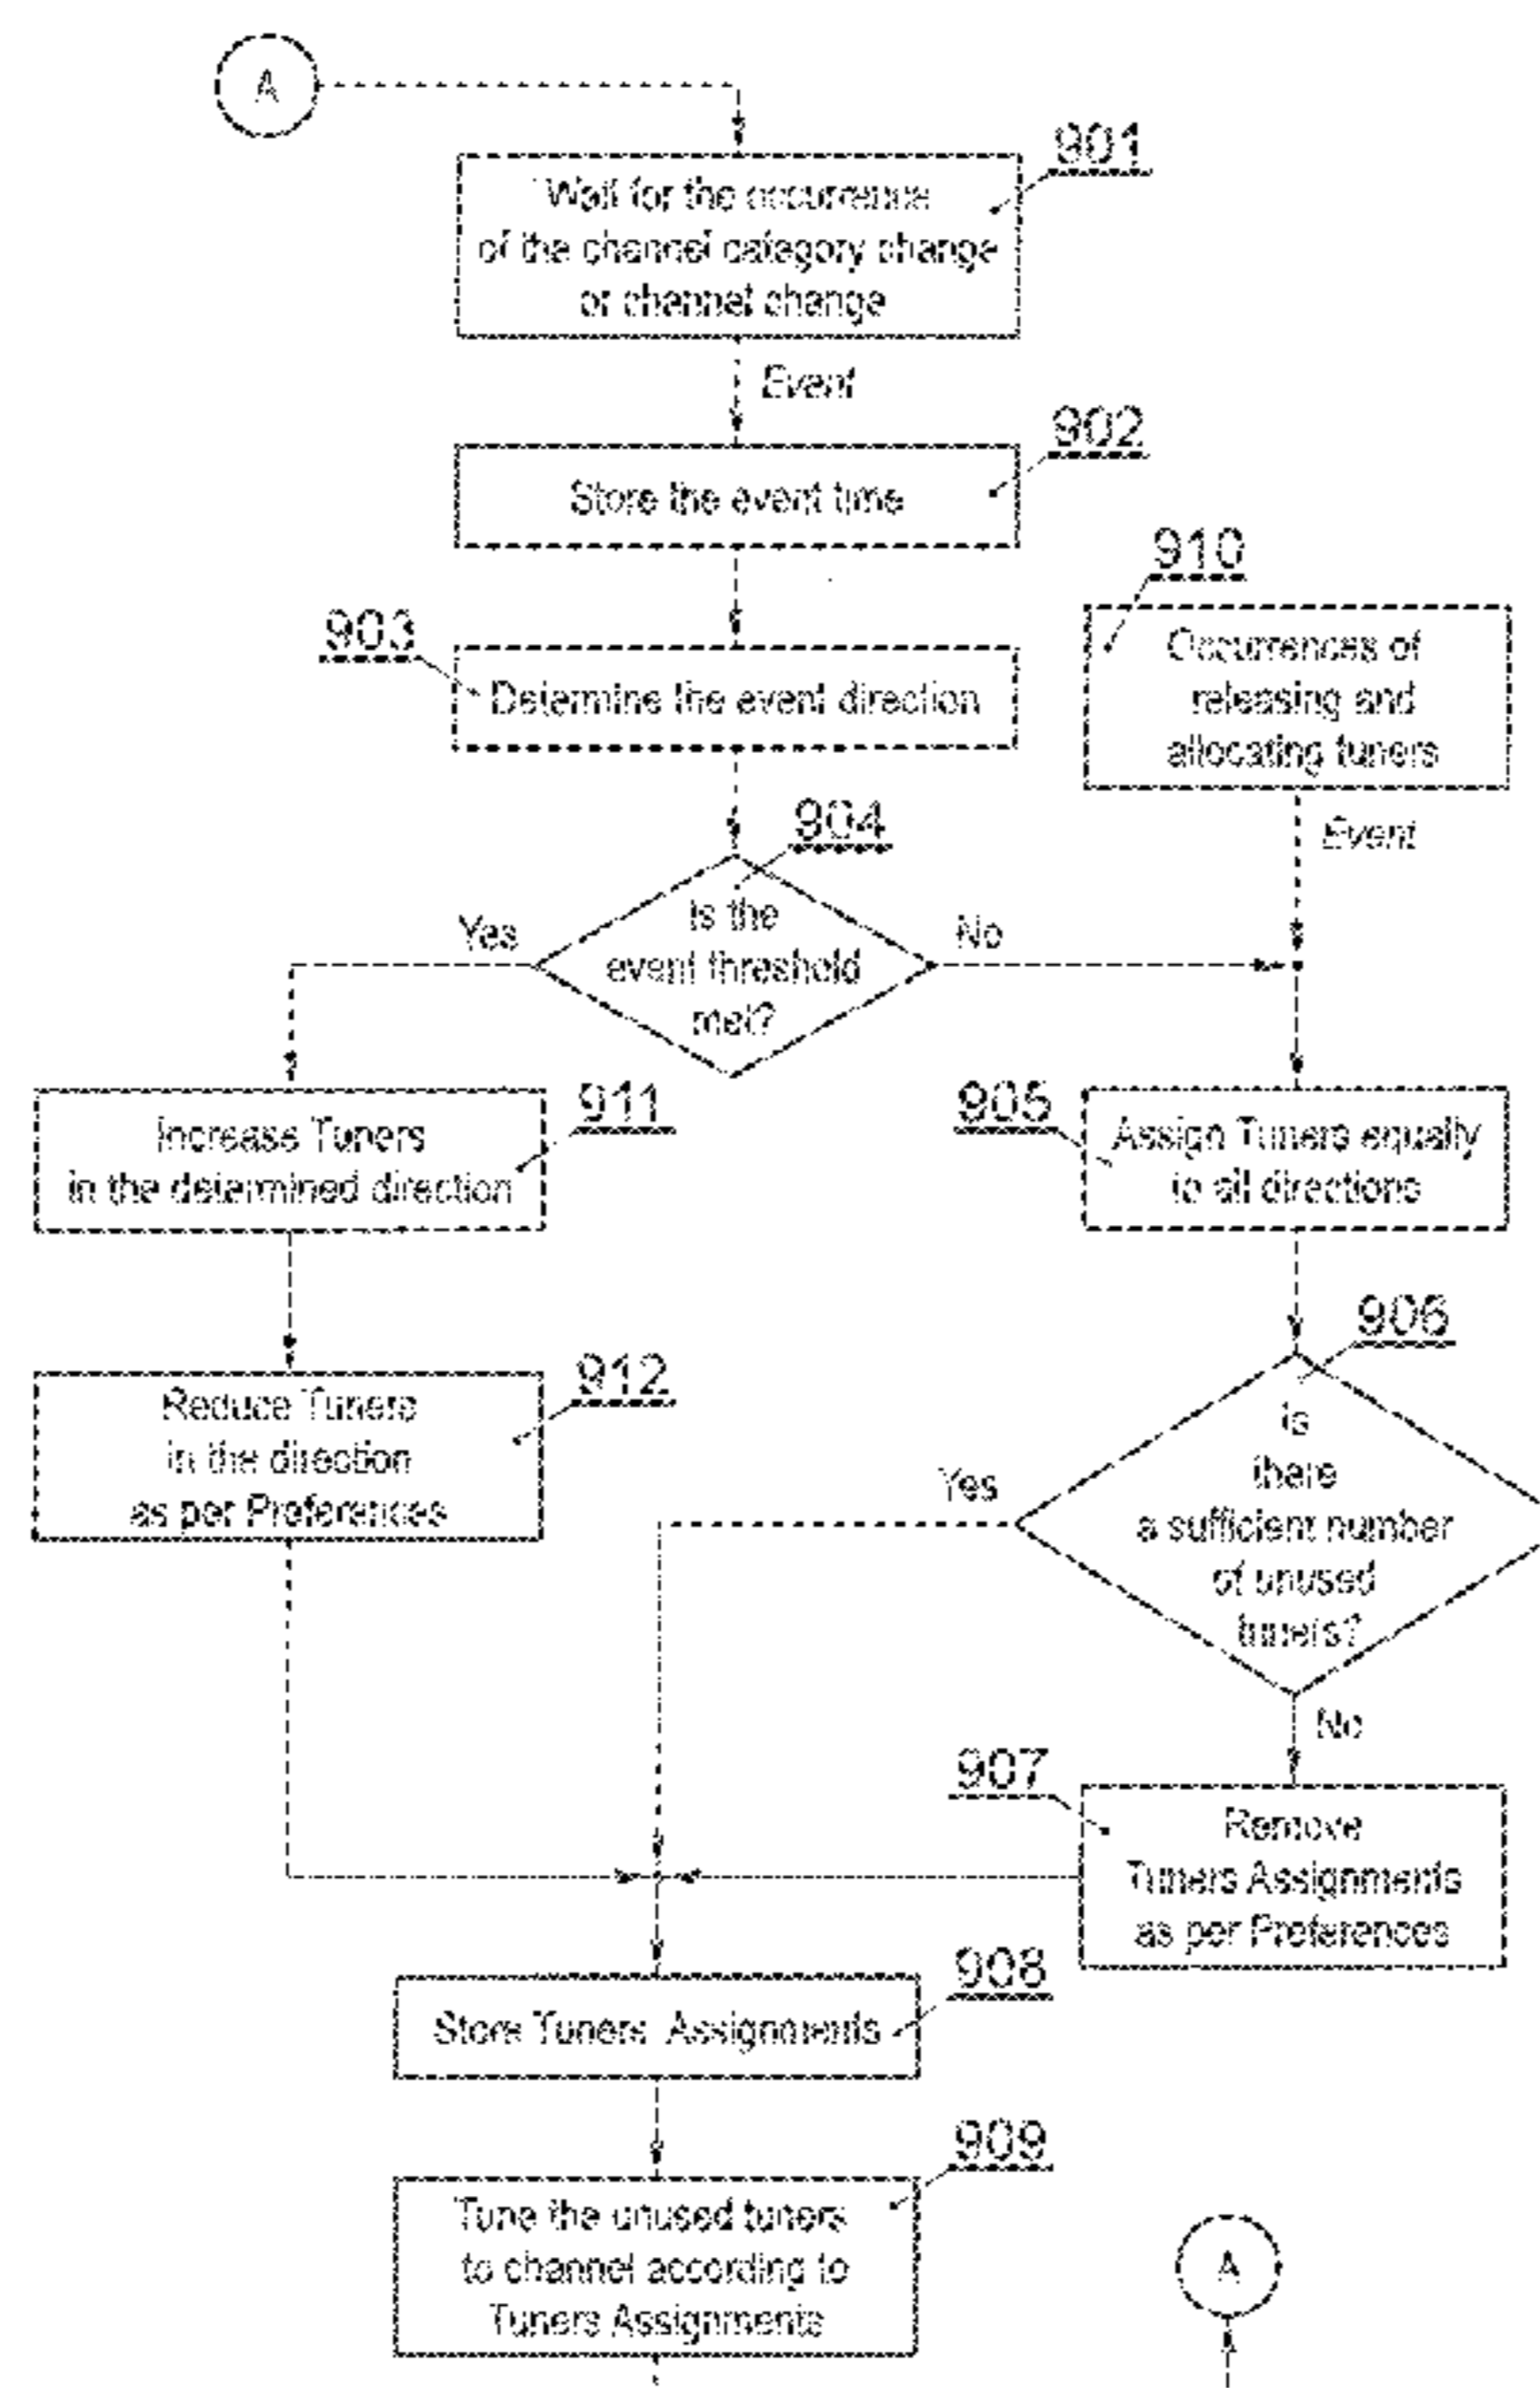 A
901
Wait for the occurrence
of the channel category change
or channel change
Event
902
Store the event time
910
903
Occurrences of
releasing and
allocating tuners
Determine the event direction
904
Event
Is the
event threshold
met?
Yes
No
911
905
Increase Tuners
in the determined direction
Assign Tuners equally
to all directions
906
912
Reduce Tuners
in the direction
as per Preferences
Is
there
a sufficient number
of unused
tuners?
Yes
No
907
Remove
Tuners Assignments
as per Preferences
908
Store Tuners Assignments
909
Tune the unused tuners
to channel according to
Tuners Assignments
A